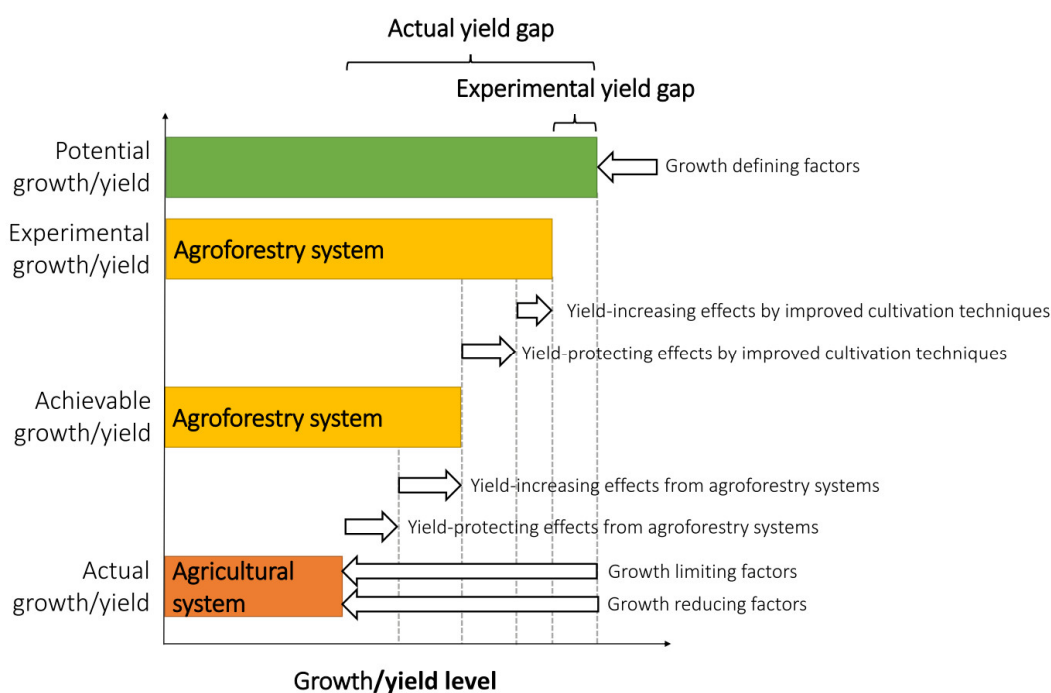 Actual yield gap
Experimental yield gap
Potential
growth/yield
Growth defining factors
Experimental
growth/yield
Agroforestry system
Yield-increasing effects by improved cultivation techniques
Yield-protecting effects by improved cultivation techniques
Achievable
growth/yield
Agroforestry system
Yield-increasing effects from agroforestry systems
Yield-protecting effects from agroforestry systems
Actual
growth/yield
Agricultural
system
Growth limiting factors
Growth reducing factors
Growth/yield level